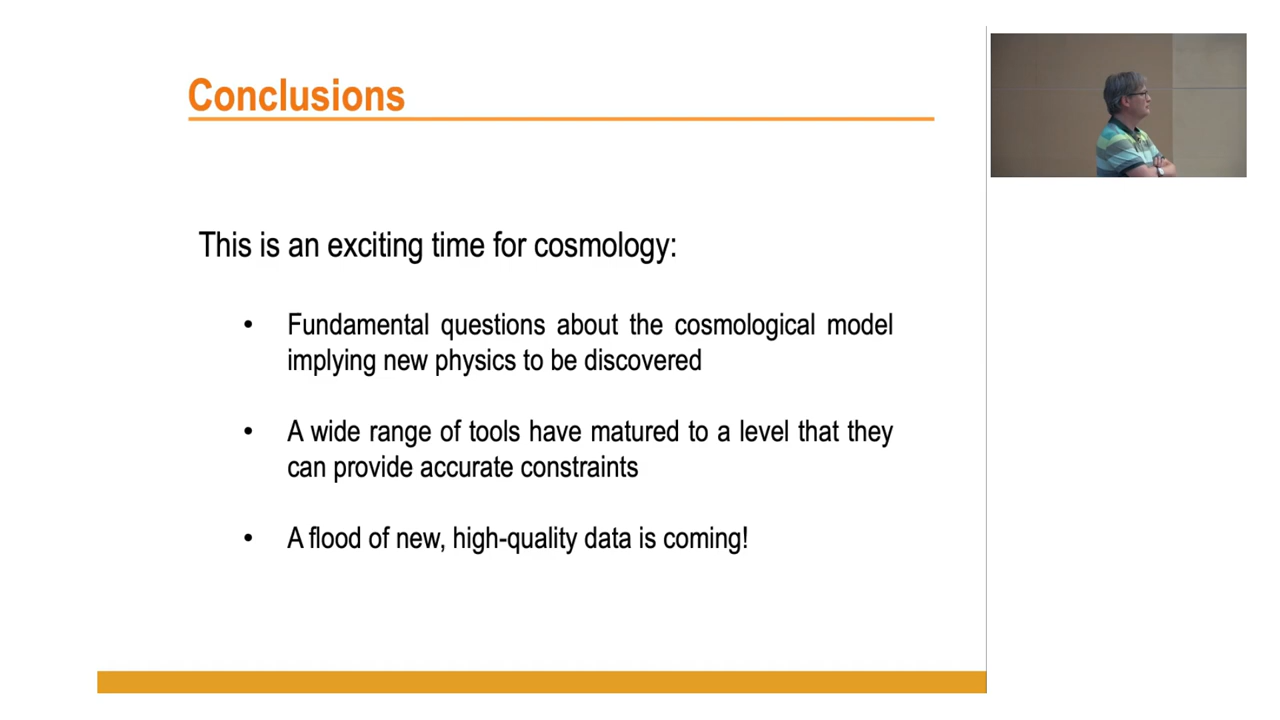 Conclusions
This is an exciting time for cosmology:
• Fundamental questions about the cosmological model
implying new physics to be discovered
• A wide range of tools have matured to a level that they
can provide accurate constraints
• A flood of new, high-quality data is coming!